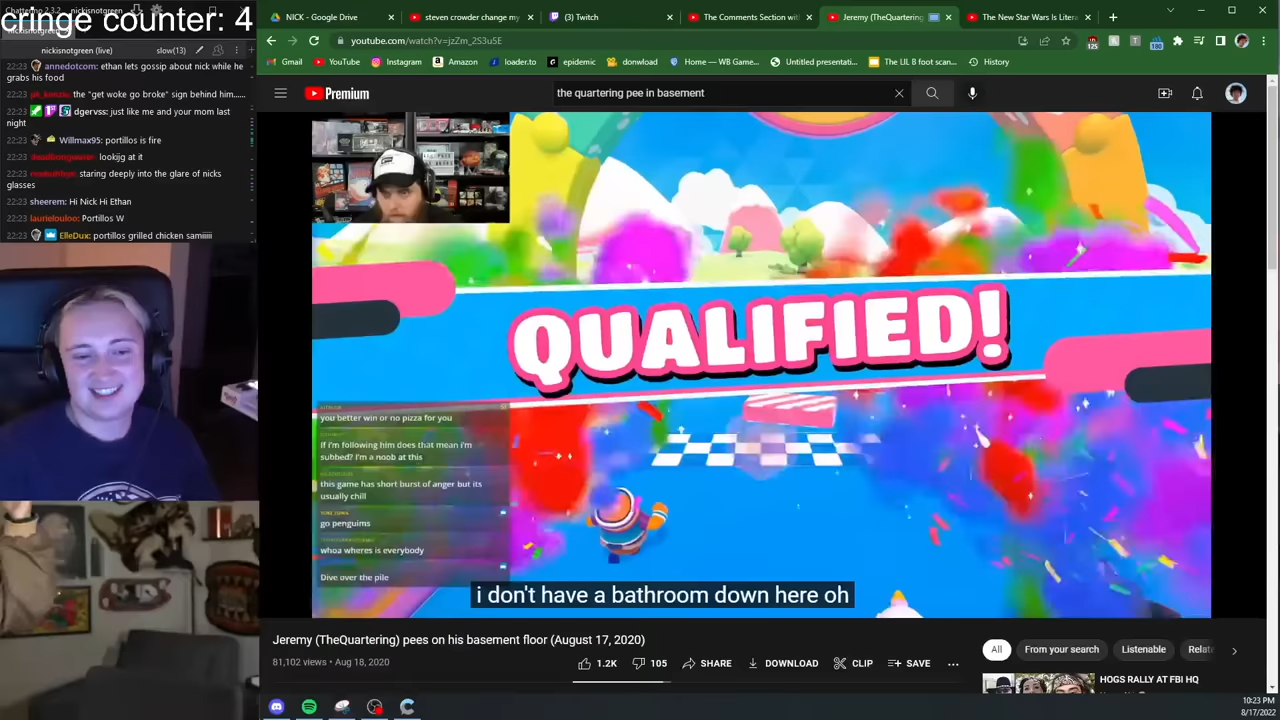 cringe counter: 4
nickisnotgreen (live) slow(13)
22:23 annedotcom: ethan lets gossip about nick while he
grabs his food
the "get woke go broke" sign behind him.....
22:23 dgervss: just like me and your mom last
night
22:23 Willmax95: portillos is fire
22:23 lookijg at it
22:23 staring deeply into the glare of nicks
glasses
22:23 sheerem: Hi Nick Hi Ethan
22:23 laurielouloo: Portillos W
22:23 ElleDux: portillos grilled chicken samiiiii
NICK - Google Drive
steven crowder change my
(3) Twitch
The Comments Section wit
Jeremy (TheQuartering)
The New Star Wars Is Litera
youtube.com/watch?v=jzZm_2S3u5E
125
180
Gmail
YouTube
Instagram
Amazon
loader.to
epidemic
donwload
Home — WB Game...
Untitled presentati...
The LIL B foot scan...
History
Premium
the quartering pee in basement
QUALIFIED!
you better win or no pizza for you
If i'm following him does that mean i'm
subbed? I'm a noob at this
this game has short burst of anger but its
usually chill
go penguims
whoa wheres is everybody
Dive over the pile
i don't have a bathroom down here oh
Jeremy (TheQuartering) pees on his basement floor (August 17, 2020)
81,102 views • Aug 18, 2020
1.2K
105
SHARE
DOWNLOAD
CLIP
SAVE
All
From your search
Listenable
Relate
HOGS RALLY AT FBI HQ
10:23 PM
8/17/2022